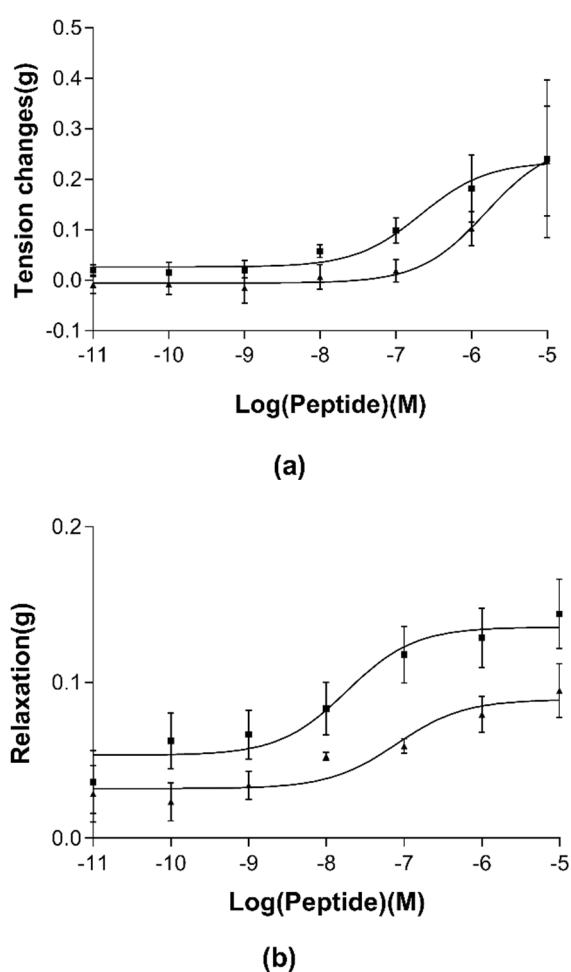 0.5
0.4
0.3
0.2
0.1
0.0
-0.1
Tension changes(g)
-11 -10 -9 -8 -7 -6 -5
Log(Peptide)(M)
(a)
0.2
0.1
0.0
Relaxation(g)
-11 -10 -9 -8 -7 -6 -5
Log(Peptide)(M)
(b)